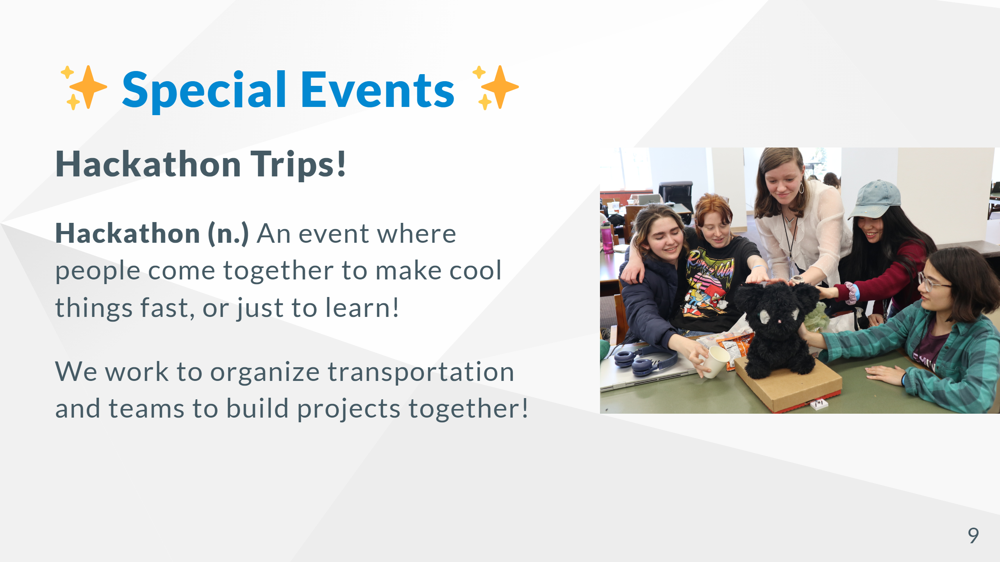 ✨ Special Events ✨
Hackathon Trips!
Hackathon (n.) An event where
people come together to make cool
things fast, or just to learn!
We work to organize transportation
and teams to build projects together!
9